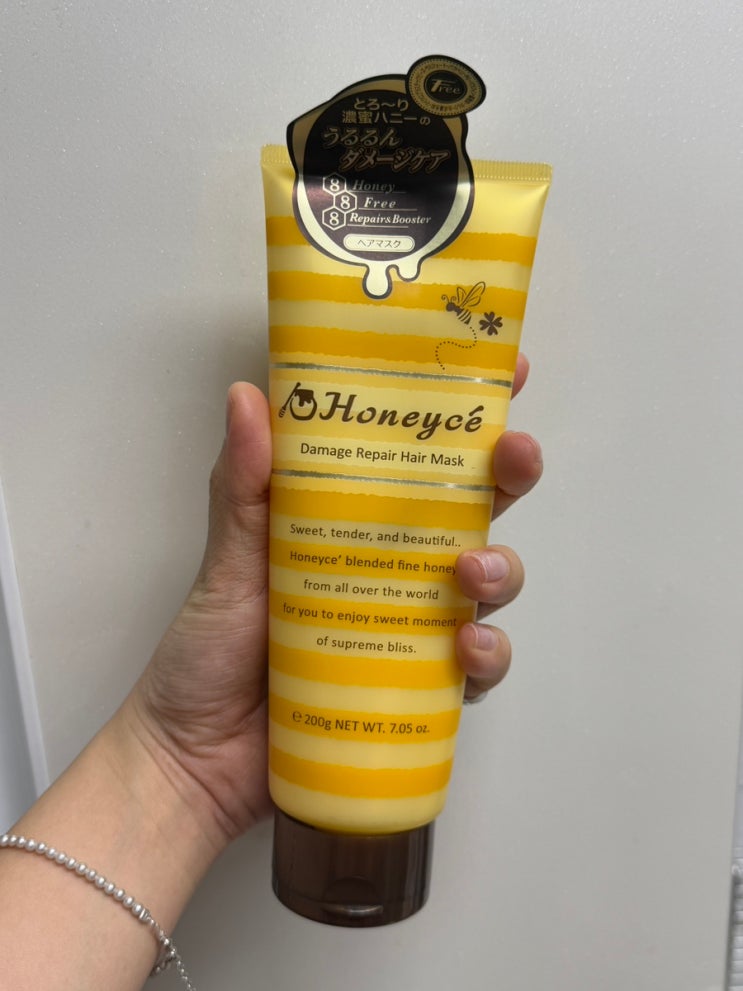 Free
とろ〜り
濃蜜ハニーの
うるるん
ダメージケア
8 Honey
8 Free
8 Repair&Booster
ヘアマスク
Honeycé
Damage Repair Hair Mask
Sweet, tender, and beautiful..
Honeyce' blended fine honey
from all over the world
for you to enjoy sweet moment
of supreme bliss.
℮ 200g NET WT. 7.05 oz.